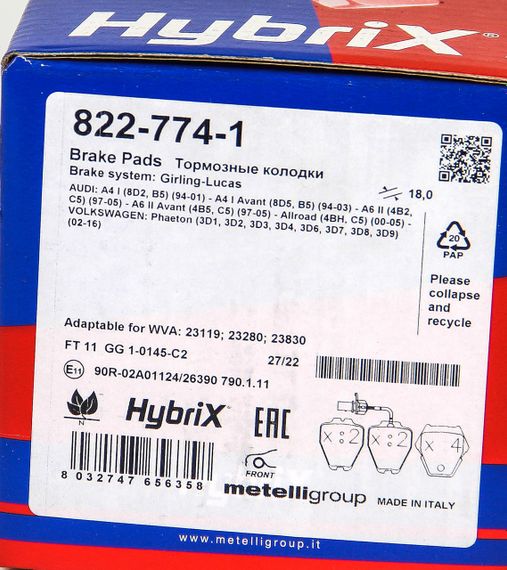 HybriX®
822-774-1
Brake Pads Тормозные колодки
Brake system: Girling-Lucas
18,0
AUDI: A4 I (8D2, B5) (94-01) - A4 I Avant (8D5, B5) (94-03) - A6 II (4B2,
C5) (97-05) - A6 II Avant (4B5, C5) (97-05) - Allroad (4BH, C5) (00-05) -
VOLKSWAGEN: Phaeton (3D1, 3D2, 3D3, 3D4, 3D6, 3D7, 3D8, 3D9)
(02-16)
20
PAP
Please
collapse
and
recycle
Adaptable for WVA: 23119; 23280; 23830
FT 11 GG 1-0145-C2
27/22
E11 90R-02A01124/26390 790.1.11
N
HybriX®
EAC
x 2
x 2
x 4
FRONT
8 032747 656358
metelligroup
MADE IN ITALY
www.metelligroup.it